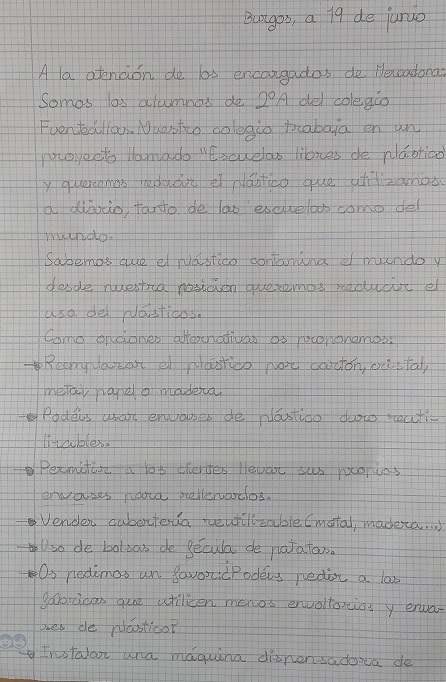 Burgos, a 19 de junio
A la atención de los encargados de Mercadona:
Somos los alumnos de 2ºA del colegio
Fuentecillas. Nuestro colegio trabaja en un
proyecto llamado "Escuelas libres de plástico
y queremos reducir el plástico que utilizamos
a diario, tanto de las escuelas como del
mundo.
Sabemos que el plástico contamina el mundo y
desde nuestra posición queremos reducir el
uso del plásticos.
Como opciones alternativas os proponemos:
Reemplazar el plástico por cartón, cristal,
metal, papel o madera.
Podéis usar envases de plástico duro reuti-
lizables.
Permitir a los clientes llevar sus propios
envases para rellenarlos.
Vender cubertería reutilizable (metal, madera...)
Uso de bolsas de fécula de patatas.
Os pedimos un favor: ¿Podéis pedir a las
fábricas que utilicen menos envoltorios y enva-
ses de plástico?
Instalar una máquina dispensadora de